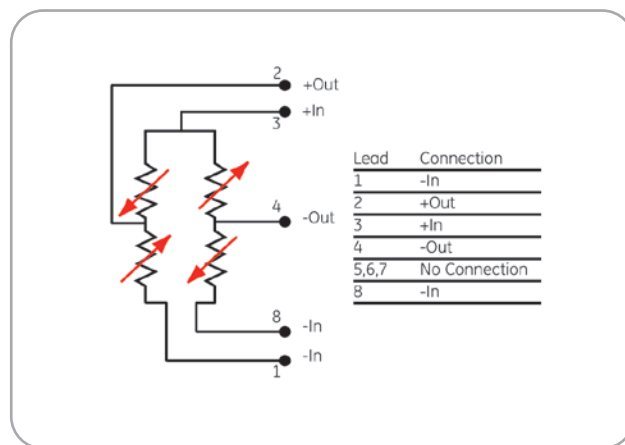 2
+Out
+In
3
4
-Out
8
-In
-In
1
Lead Connection
1 -In
2 +Out
3 +In
4 -Out
5,6,7 No Connection
8 -In